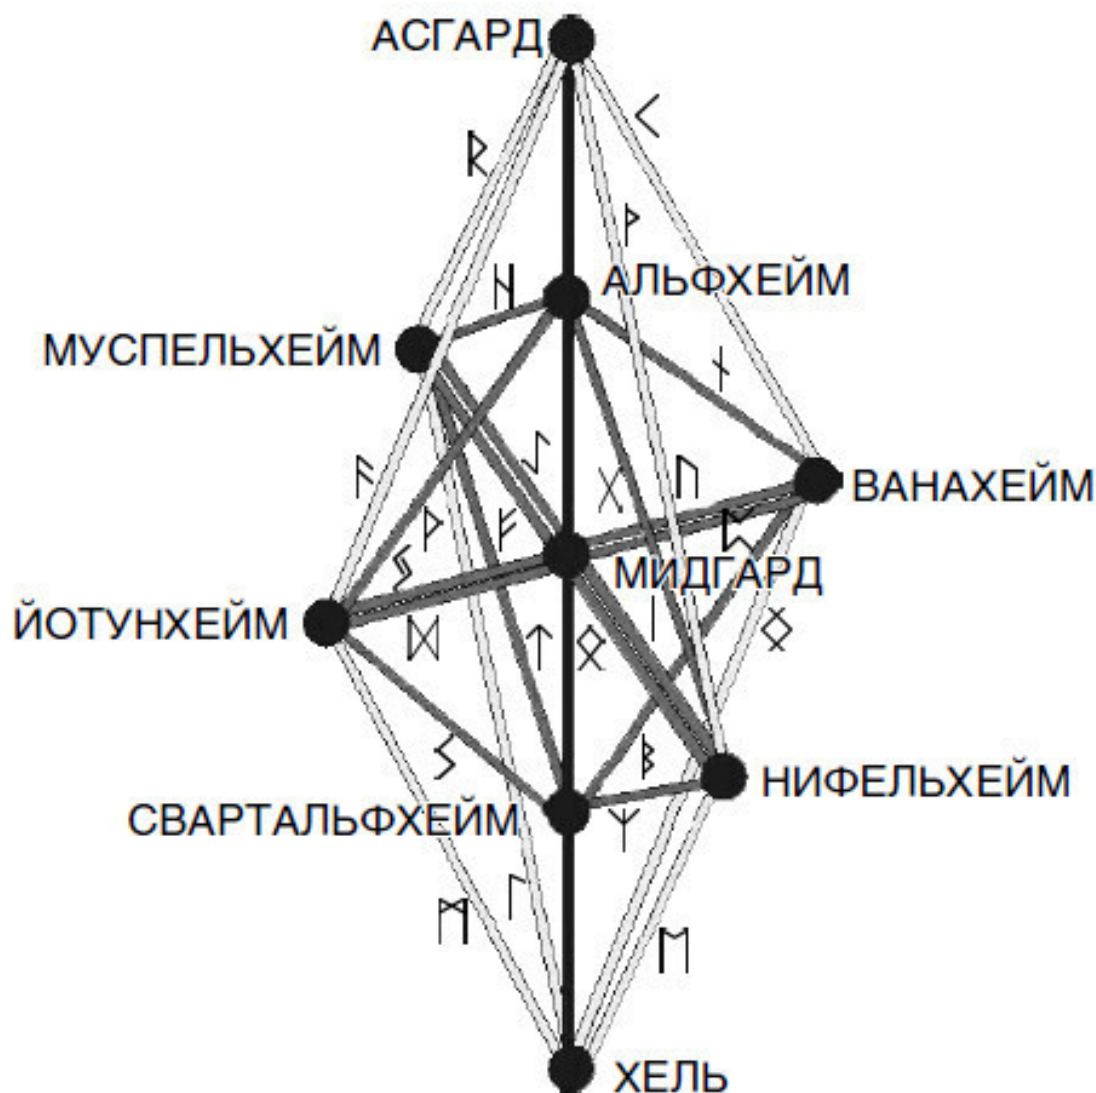 АСГАРД
ᚲ
ᚱ
ᚹ
ᚺ
АЛЬФХЕЙМ
МУСПЕЛЬХЕЙМ
ᚾ
ᛇ
ᚷ
ᚢ
ᚨ
ВАНАХЕЙМ
ᚦ
ᚠ
ᛈ
МИДГАРД
ᛃ
ЙОТУНХЕЙМ
ᛞ
ᛏ
ᛟ
ᛁ
ᛜ
ᛊ
ᛒ
НИФЕЛЬХЕЙМ
СВАРТАЛЬФХЕЙМ
ᛗ
ᛚ
ᛖ
ХЕЛЬ